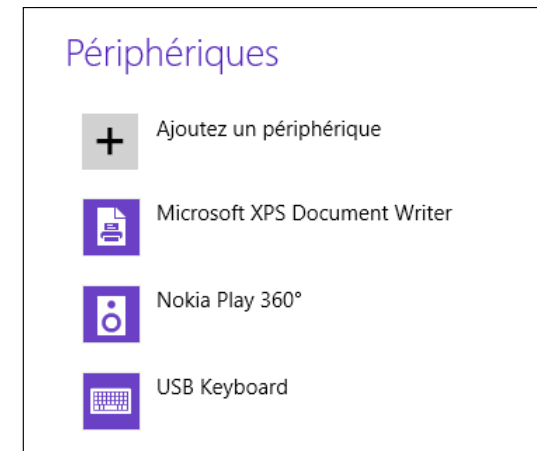 Périphériques
Ajoutez un périphérique
Microsoft XPS Document Writer
Nokia Play 360°
USB Keyboard